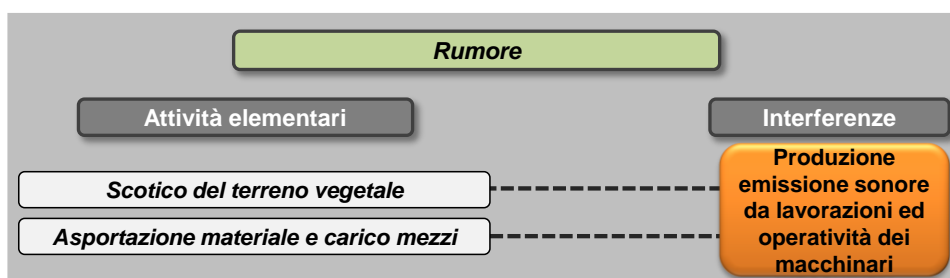 Rumore
Attività elementari
Interferenze
Scotico del terreno vegetale
Asportazione materiale e carico mezzi
Produzione
emissione sonore
da lavorazioni ed
operatività dei
macchinari